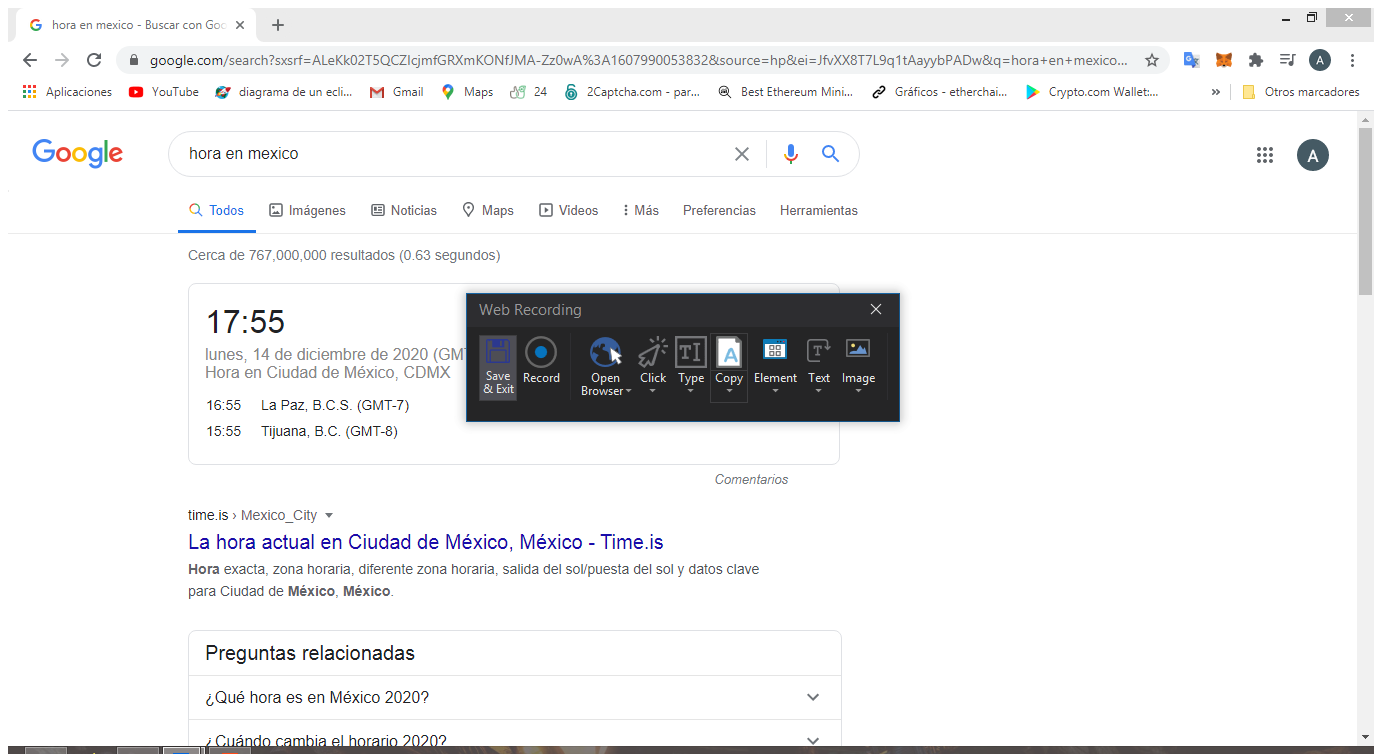 hora en mexico - Buscar con Goo
google.com/search?sxsrf=ALeKk02T5QCZIcjmfGRXmKONfJMA-Zz0wA%3A1607990053832&source=hp&ei=JfvXX8T7L9q1tAayybPADw&q=hora+en+mexico...
A
Aplicaciones YouTube diagrama de un ecli... Gmail Maps 24 2Captcha.com - par... Best Ethereum Mini... Gráficos - etherchai... Crypto.com Wallet:... » Otros marcadores
Google hora en mexico A
Todos Imágenes Noticias Maps Videos Más Preferencias Herramientas
Cerca de 767,000,000 resultados (0.63 segundos)
17:55
lunes, 14 de diciembre de 2020 (GMT
Hora en Ciudad de México, CDMX
16:55 La Paz, B.C.S. (GMT-7)
15:55 Tijuana, B.C. (GMT-8)
Web Recording
Save & Exit
Record
Open Browser
Click
Type
Copy
Element
Text
Image
Comentarios
time.is › Mexico_City
La hora actual en Ciudad de México, México - Time.is
Hora exacta, zona horaria, diferente zona horaria, salida del sol/puesta del sol y datos clave
para Ciudad de México, México.
Preguntas relacionadas
¿Qué hora es en México 2020?
¿Cuándo cambia el horario 2020?